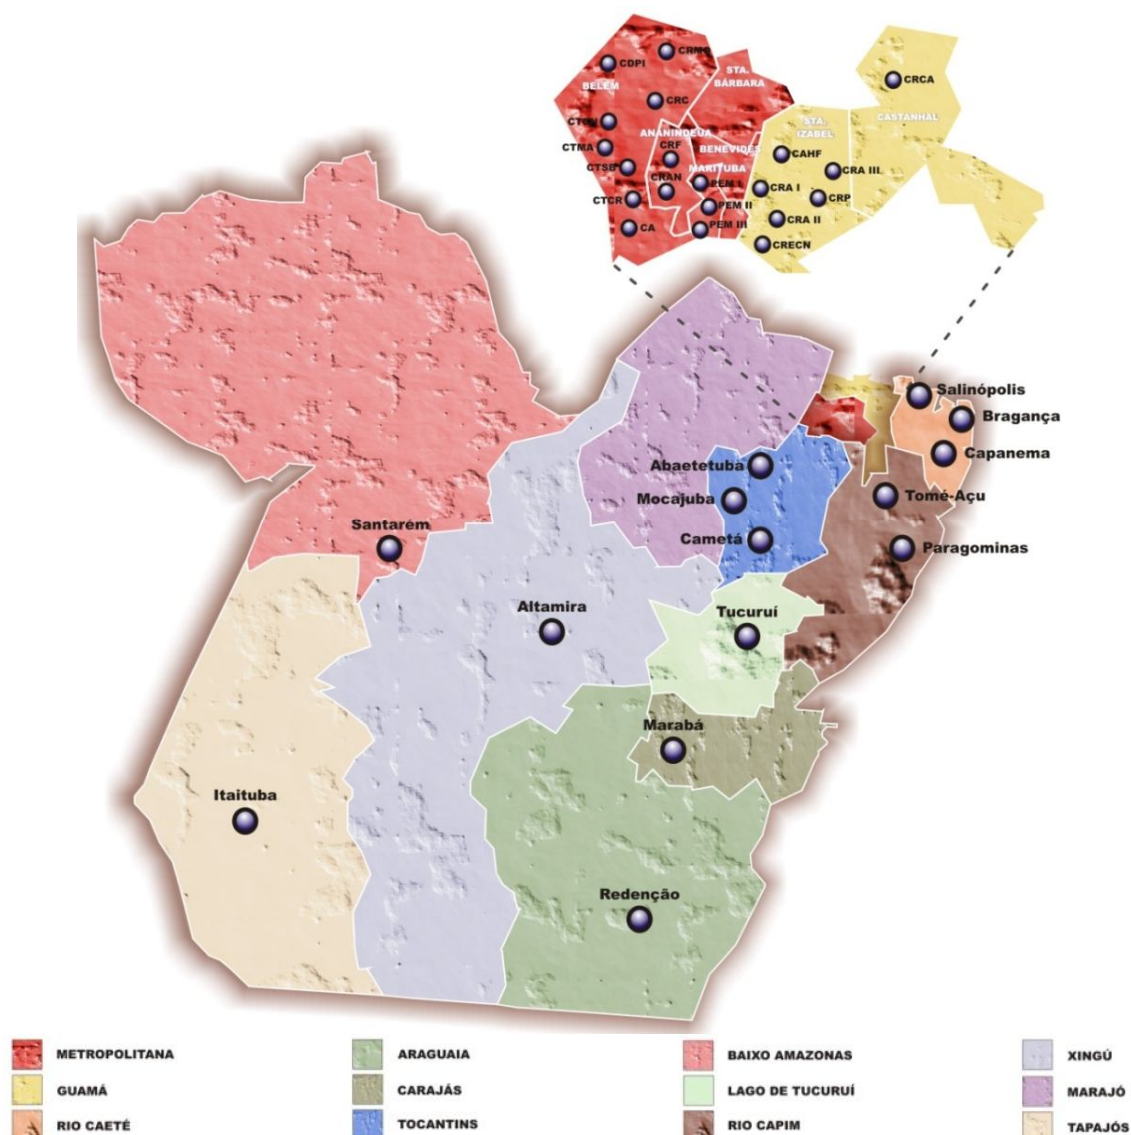 CRMO
CDPI
STA.
BÁRBARA
CRCA
BELÉM
CRC
STA.
IZABEL
CASTANHAL
ANANINDEUA
CTMA
CRF
BENEVIDES
CAHF
CTSB
MARITUBA
CRA III
CRAN
PEM I
CRA I
CTCR
PEM II
CRP
CA
PEM III
CRA II
CRECN
Salinópolis
Bragança
Abaetetuba
Capanema
Mocajuba
Tomé-Açu
Santarém
Cametá
Paragominas
Altamira
Tucuruí
Marabá
Itaituba
Redenção
METROPOLITANA
ARAGUAIA
BAIXO AMAZONAS
XINGÚ
GUAMÁ
CARAJÁS
LAGO DE TUCURUÍ
MARAJÓ
RIO CAETÉ
TOCANTINS
RIO CAPIM
TAPAJÓS